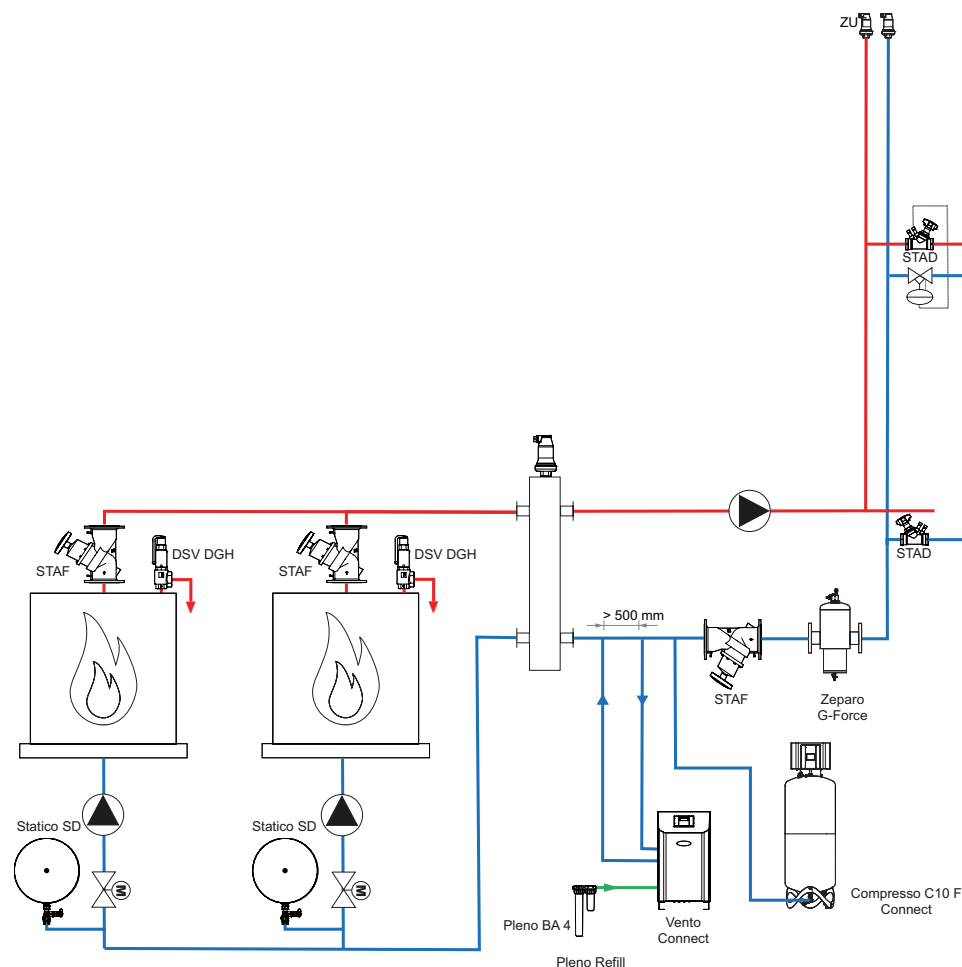 ZU
STAD
DSV DGH
DSV DGH
STAF
STAF
STAD
> 500 mm
STAF
Zeparo
G-Force
Statico SD
Statico SD
M
M
Pleno BA 4
Vento
Connect
Compresso C10 F
Connect
Pleno Refill